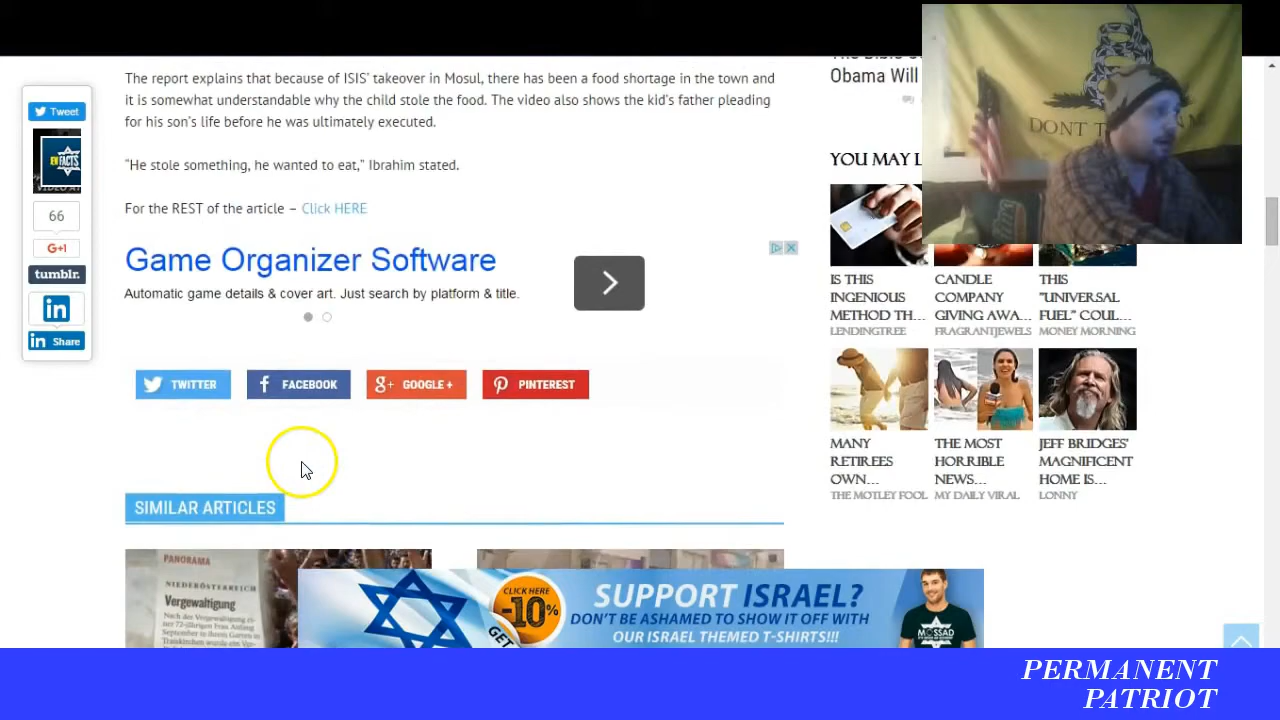 The report explains that because of ISIS' takeover in Mosul, there has been a food shortage in the town and
it is somewhat understandable why the child stole the food. The video also shows the kid's father pleading
for his son's life before he was ultimately executed.
“He stole something, he wanted to eat,” Ibrahim stated.
For the REST of the article – Click HERE
Game Organizer Software
Automatic game details & cover art. Just search by platform & title.
TWITTER
FACEBOOK
GOOGLE +
PINTEREST
SIMILAR ARTICLES
PANORAMA
NIEDERÖSTERREICH
Vergewaltigung
Tweet
FACTS
66
G+1
tumblr.
in
in Share
Obama Will
DON'T
YOU MAY L
IS THIS
INGENIOUS
METHOD TH...
LENDINGTREE
CANDLE
COMPANY
GIVING AWA...
FRAGRANTJEWELS
THIS
"UNIVERSAL
FUEL" COUL...
MONEY MORNING
MANY
RETIREES
OWN...
THE MOTLEY FOOL
THE MOST
HORRIBLE
NEWS...
MY DAILY VIRAL
JEFF BRIDGES'
MAGNIFICENT
HOME IS...
LONNY
CLICK HERE
-10%
GET
SUPPORT ISRAEL?
DON'T BE ASHAMED TO SHOW IT OFF WITH
OUR ISRAEL THEMED T-SHIRTS!!!
MOSSAD
PERMANENT
PATRIOT